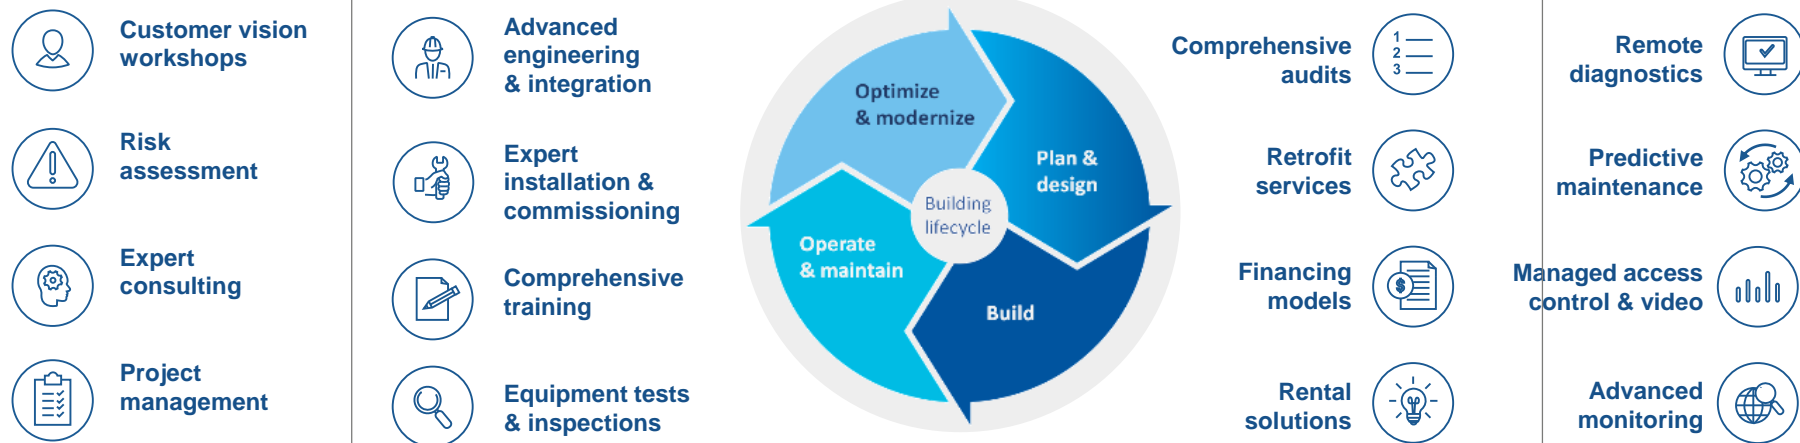 Customer vision
workshops
Risk
assessment
Expert
consulting
Project
management
Advanced
engineering
& integration
Expert
installation &
commissioning
Comprehensive
training
Equipment tests
& inspections
Optimize
& modernize
Plan &
design
Building
lifecycle
Operate
& maintain
Build
Comprehensive
audits
1
2
3
Retrofit
services
Financing
models
$
Rental
solutions
Remote
diagnostics
Predictive
maintenance
Managed access
control & video
Advanced
monitoring